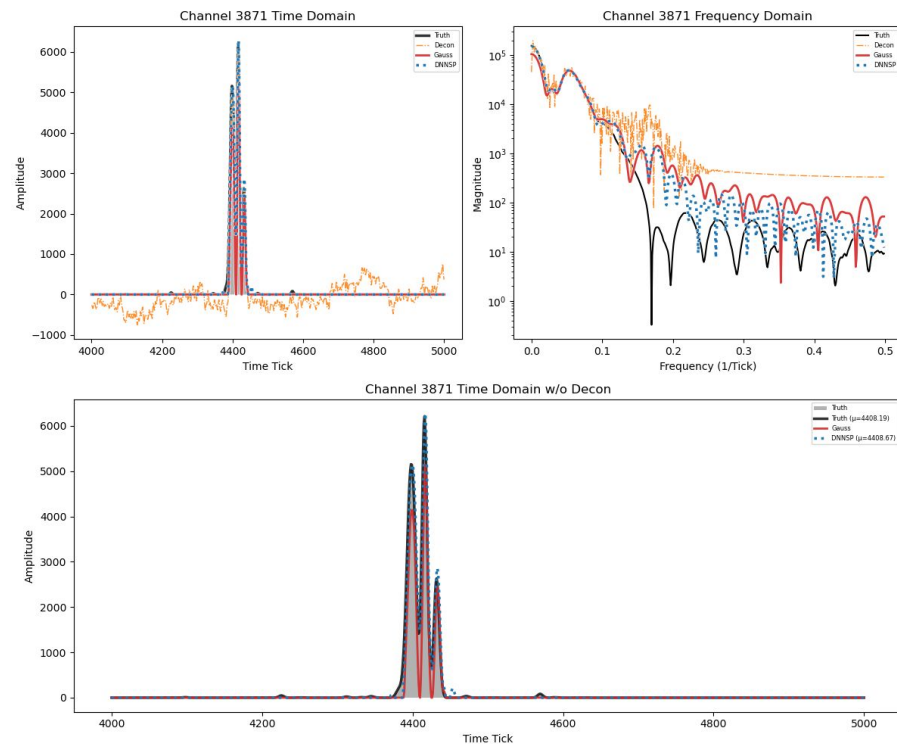 Channel 3871 Time Domain
Amplitude
6000
5000
4000
3000
2000
1000
0
−1000
4000
4200
4400
4600
4800
5000
Time Tick
Truth
Decon
Gauss
DNNSP
Channel 3871 Frequency Domain
Magnitude
10⁵
10⁴
10³
10²
10¹
10⁰
0.0
0.1
0.2
0.3
0.4
0.5
Frequency (1/Tick)
Truth
Decon
Gauss
DNNSP
Channel 3871 Time Domain w/o Decon
Amplitude
6000
5000
4000
3000
2000
1000
0
4000
4200
4400
4600
4800
5000
Time Tick
Truth
Truth (μ=4408.19)
Gauss
DNNSP (μ=4408.67)